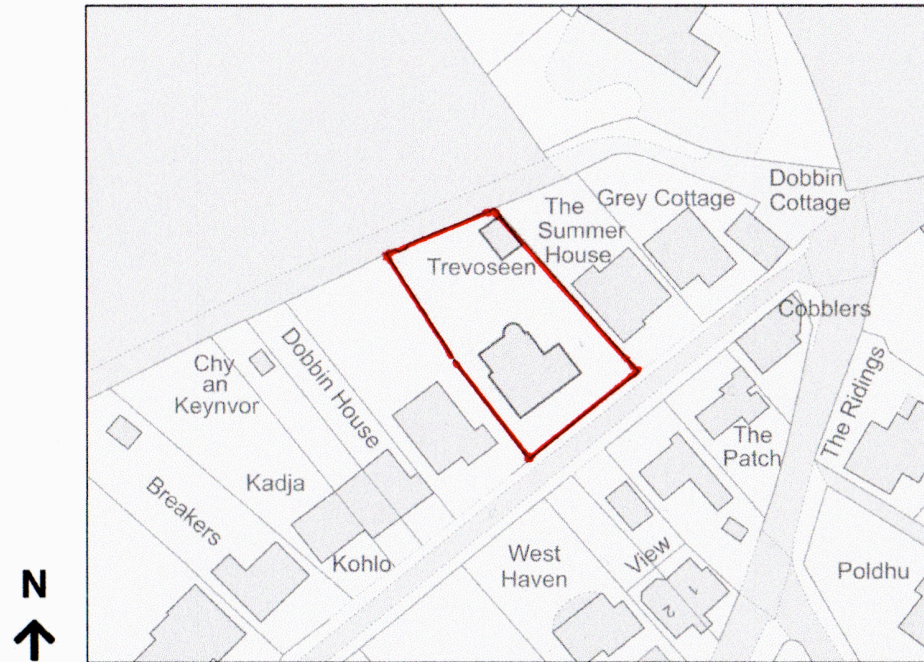 Dobbin
Cottage
Grey Cottage
The
Summer
House
Trevoseen
Cobblers
Dobbin House
Chy
an
Keynvor
The Ridings
The
Patch
Kadja
Breakers
Kohlo
West
Haven
View
1
2
Poldhu
N